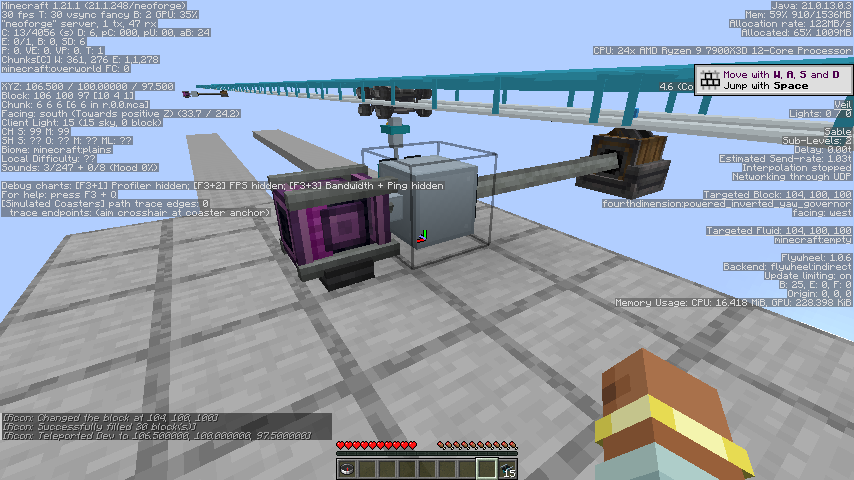 Minecraft 1.21.1 (21.1.248/neoforge)
30 fps T: 30 vsync fancy B: 2 GPU: 35%
"neoforge" server, 1 tx, 47 rx
C: 13/4056 (s) D: 6, pC: 000, pU: 00, aB: 24
E: 0/1, B: 0, SD: 6
P: 0, VE: 0, VP: 0, T: 1
Chunks[C] W: 361, 276 E: 1,1,278
minecraft:overworld FC: 0
XYZ: 106.500 / 100.00000 / 97.500
Block: 106 100 97 [10 4 1]
Chunk: 6 6 6 [6 6 in r.0.0.mca]
Facing: south (Towards positive Z) (33.7 / 24.2)
Client Light: 15 (15 sky, 0 block)
CH S: 99 M: 99
SH S: ?? O: ?? M: ?? ML: ??
Biome: minecraft:plains
Local Difficulty: ??
Sounds: 3/247 + 0/8 (Mood 0%)
Debug charts: [F3+1] Profiler hidden; [F3+2] FPS hidden; [F3+3] Bandwidth + Ping hidden
For help: press F3 + Q
[Simulated Coasters] path trace edges: 0
trace endpoints: (aim crosshair at coaster anchor)
Java: 21.0.13.0.3
Mem: 59% 910/1536MB
Allocation rate: 122MB/s
Allocated: 65% 1009MB
CPU: 24x AMD Ryzen 9 7900X3D 12-Core Processor
Move with W, A, S and D
Jump with Space
Veil
Lights: 0 / 0
Sable
Sub-Levels: 2
Delay: 0.00t
Estimated Send-rate: 1.03t
Interpolation stopped
Networking through UDP
Targeted Block: 104, 100, 100
fourthdimension:powered_inverted_yaw_governor
facing: west
Targeted Fluid: 104, 100, 100
minecraft:empty
Flywheel: 1.0.6
Backend: flywheel:indirect
Update limiting: on
B: 25, E: 0, F: 0
Origin: 0, 0, 0
Memory Usage: CPU: 16.418 MiB, GPU: 228.398 KiB
[Acon: Changed the block at 104, 100, 100]
[Acon: Successfully filled 30 block(s)]
[Acon: Teleported Dev to 106.500000, 100.000000, 97.500000]
15